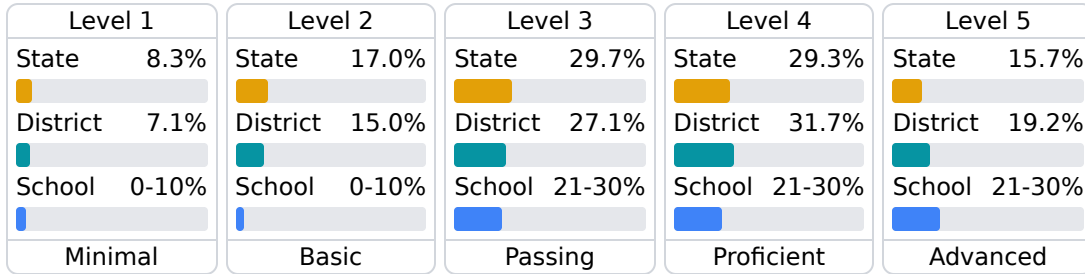 Level 1
State 8.3%
District 7.1%
School 0-10%
Minimal
Level 2
State 17.0%
District 15.0%
School 0-10%
Basic
Level 3
State 29.7%
District 27.1%
School 21-30%
Passing
Level 4
State 29.3%
District 31.7%
School 21-30%
Proficient
Level 5
State 15.7%
District 19.2%
School 21-30%
Advanced